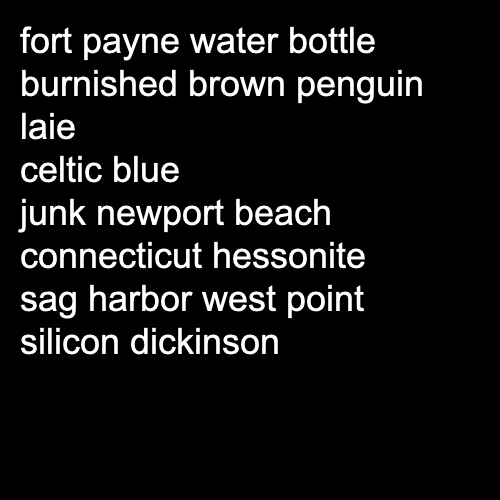 fort payne water bottle
burnished brown penguin
laie
celtic blue
junk newport beach
connecticut hessonite
sag harbor west point
silicon dickinson